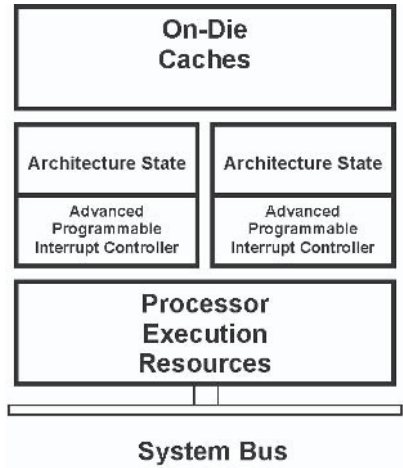 On-Die
Caches
Architecture State
Architecture State
Advanced
Programmable
Interrupt Controller
Advanced
Programmable
Interrupt Controller
Processor
Execution
Resources
System Bus